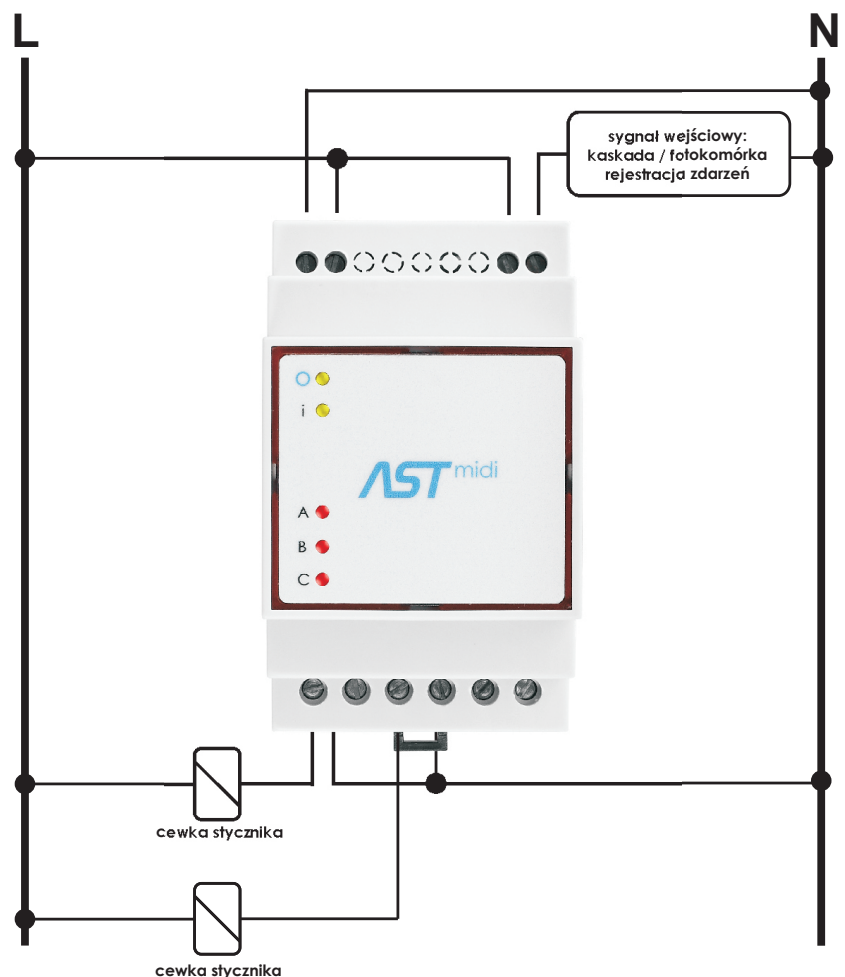 L
N
sygnał wejściowy:
kaskada / fotokomórka
rejestracja zdarzeń
i
AST midi
A
B
C
cewka stycznika
cewka stycznika